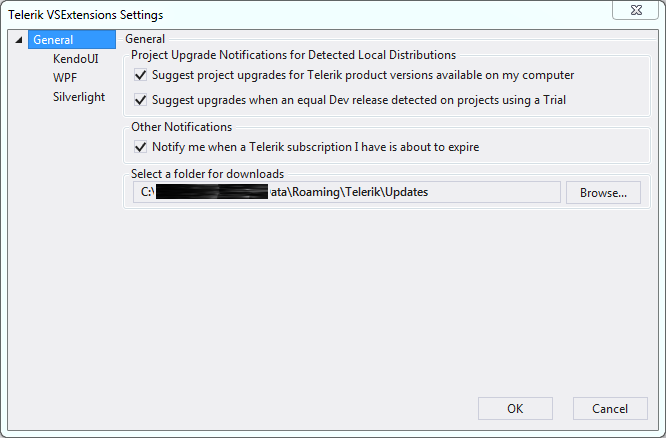 Telerik VSExtensions Settings
General
KendoUI
WPF
Silverlight
General
Project Upgrade Notifications for Detected Local Distributions
Suggest project upgrades for Telerik product versions available on my computer
Suggest upgrades when an equal Dev release detected on projects using a Trial
Other Notifications
Notify me when a Telerik subscription I have is about to expire
Select a folder for downloads
C:\ ata\Roaming\Telerik\Updates
Browse...
OK
Cancel